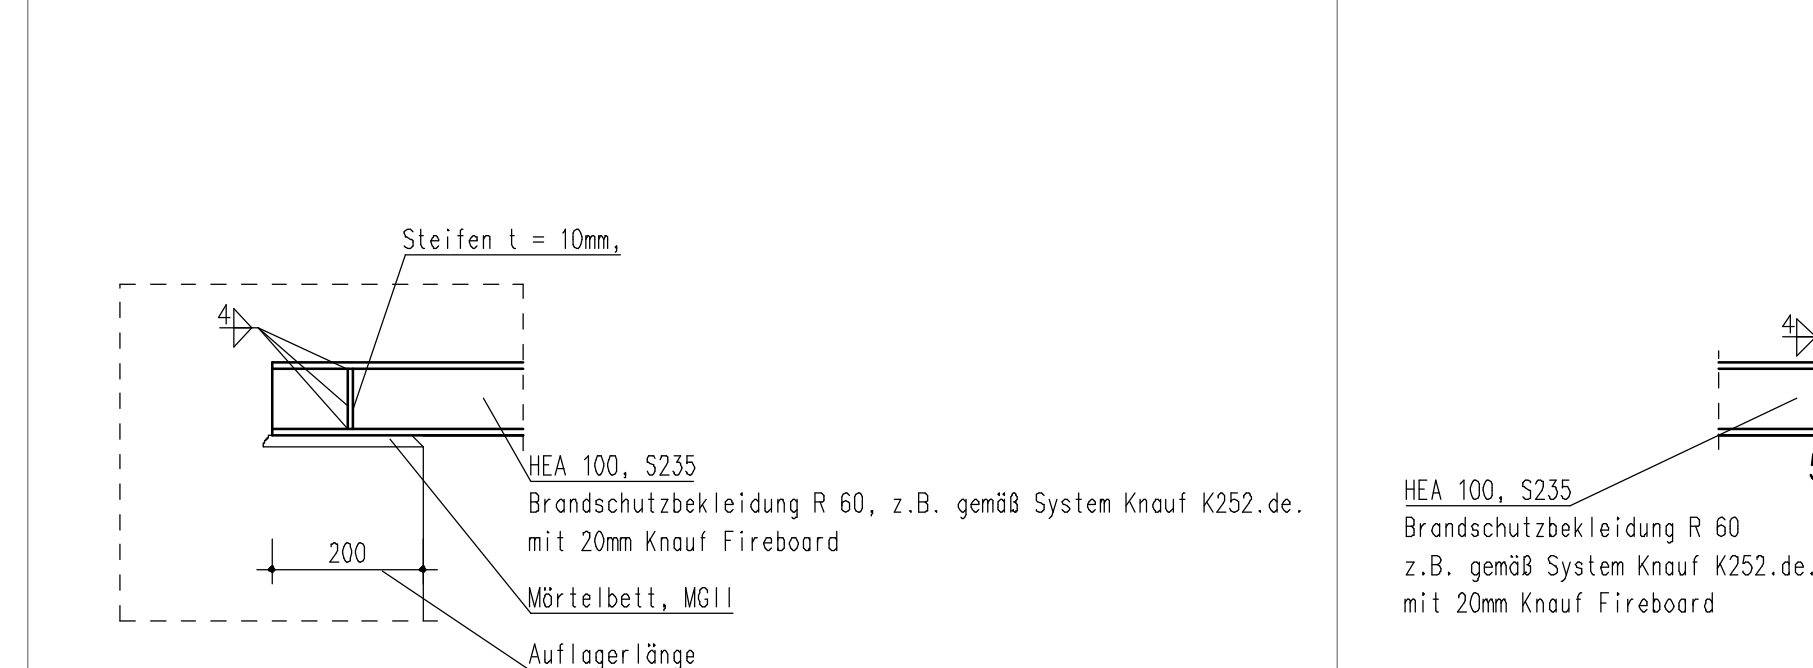 Steifen t = 10mm,
4
HEA 100, S235
Brandschutzbekleidung R 60, z.B. gemäß System Knauf K252.de.
mit 20mm Knauf Fireboard
200
Mörtelbett, MGII
Auflagerlänge
4
HEA 100, S235
Brandschutzbekleidung R 60
z.B. gemäß System Knauf K252.de.
mit 20mm Knauf Fireboard